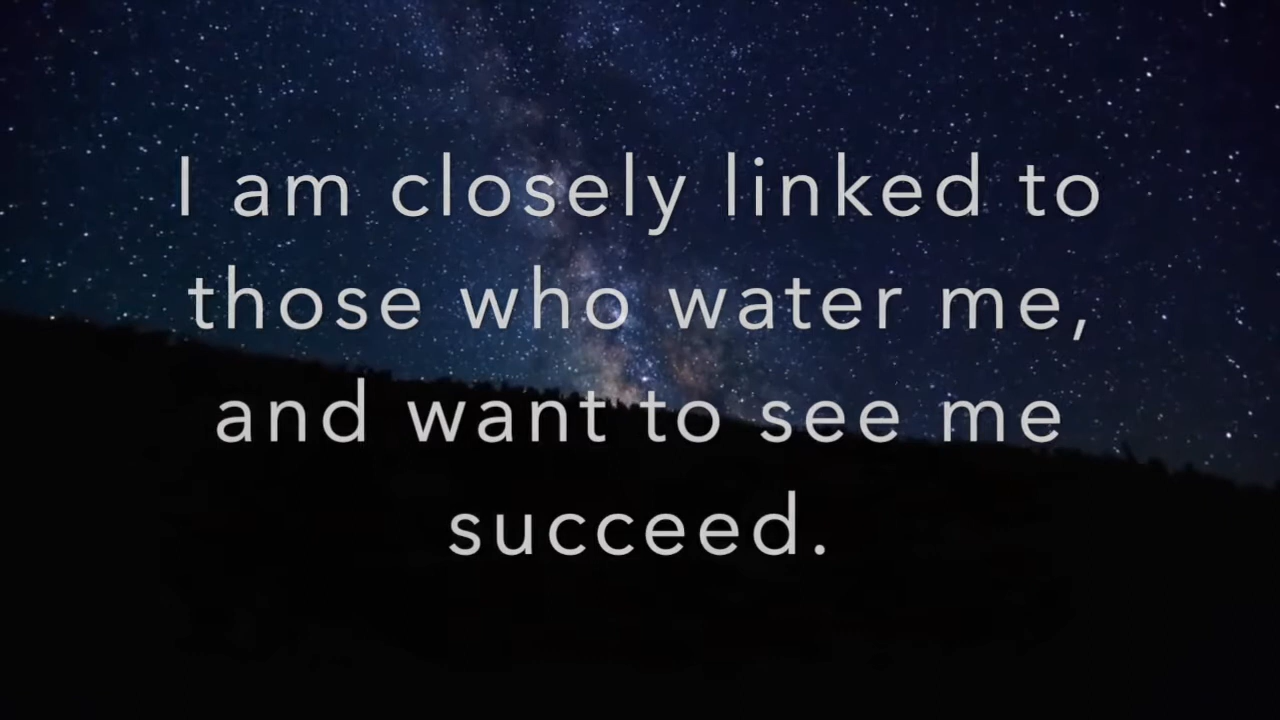 I am closely linked to
those who water me,
and want to see me
succeed.